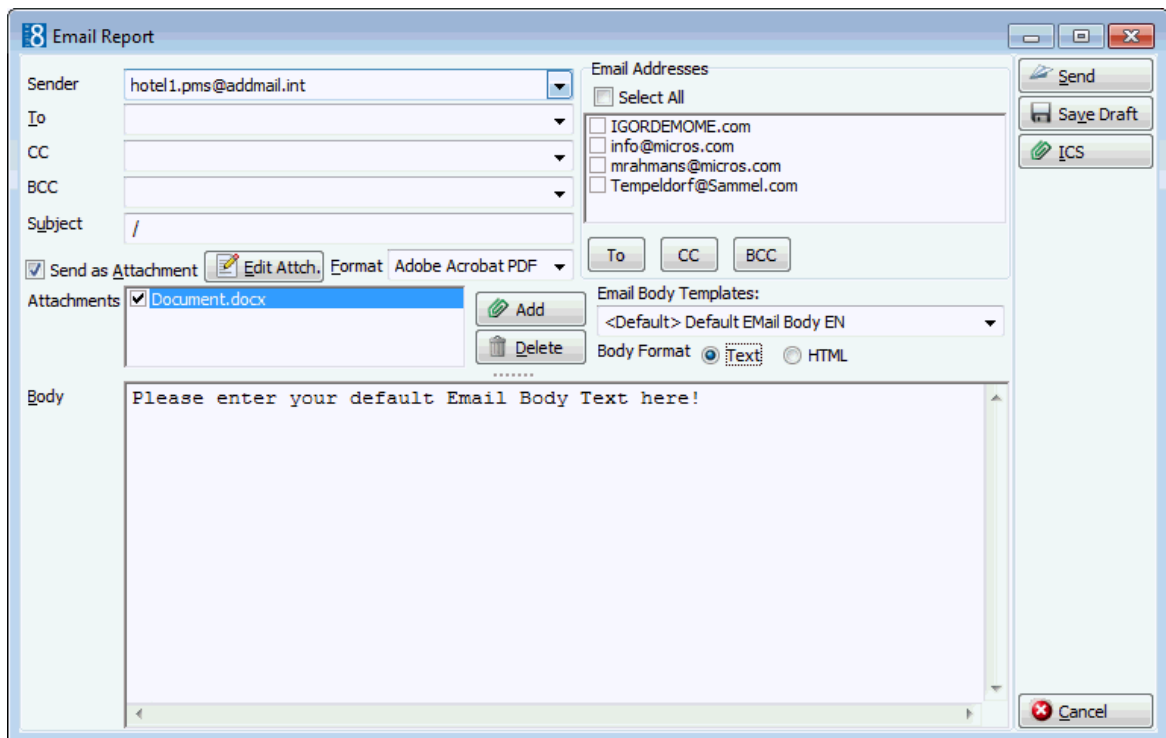 8 Email Report
Sender hotel1.pms@addmail.int
To
CC
BCC
Subject /
Send as Attachment Edit Attch. Format Adobe Acrobat PDF
Attachments Document.docx
Add
Delete
Email Addresses
Select All
IGORDEMOME.com
info@micros.com
mrahmans@micros.com
Tempeldorf@Sammel.com
To CC BCC
Email Body Templates:
<Default> Default EMail Body EN
Body Format Text HTML
Body Please enter your default Email Body Text here!
Send
Save Draft
ICS
Cancel